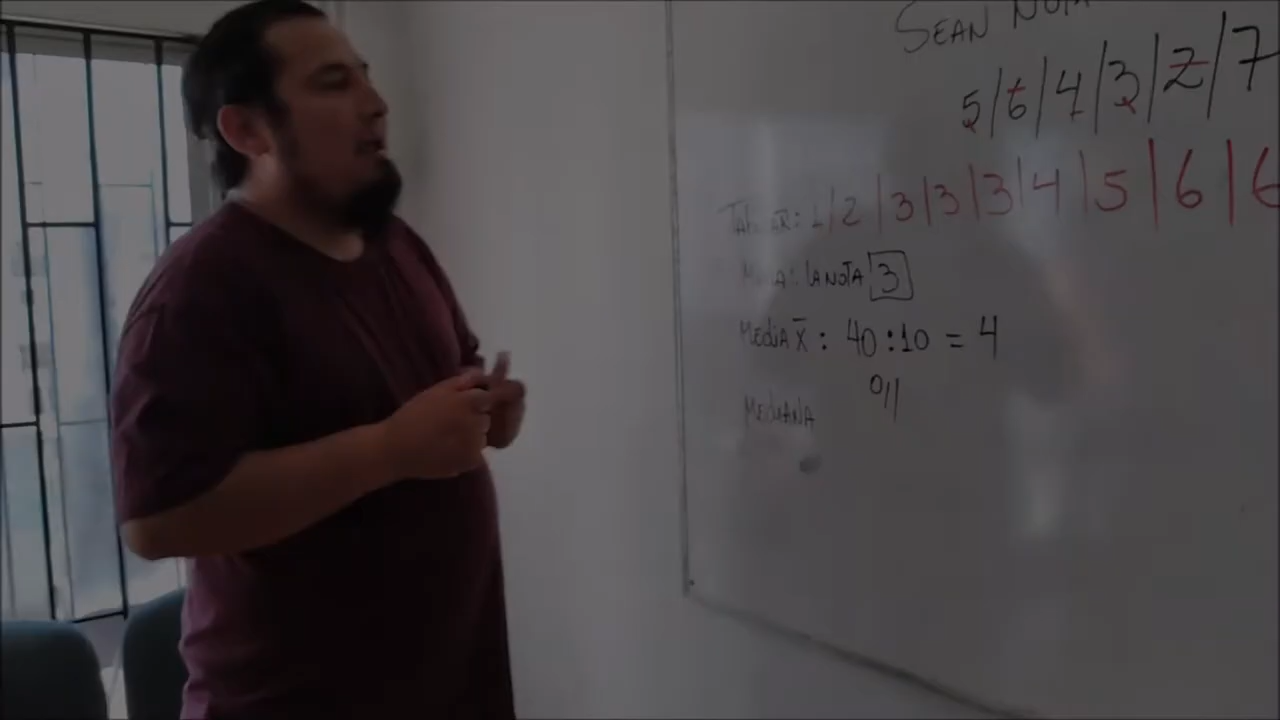 SEAN
5/6/4/3/2/7
1/2/3/3/3/4/5/6/6
LA NOTA 3
MEDIA X̄ : 40 : 10 = 4
0//
MEDIANA